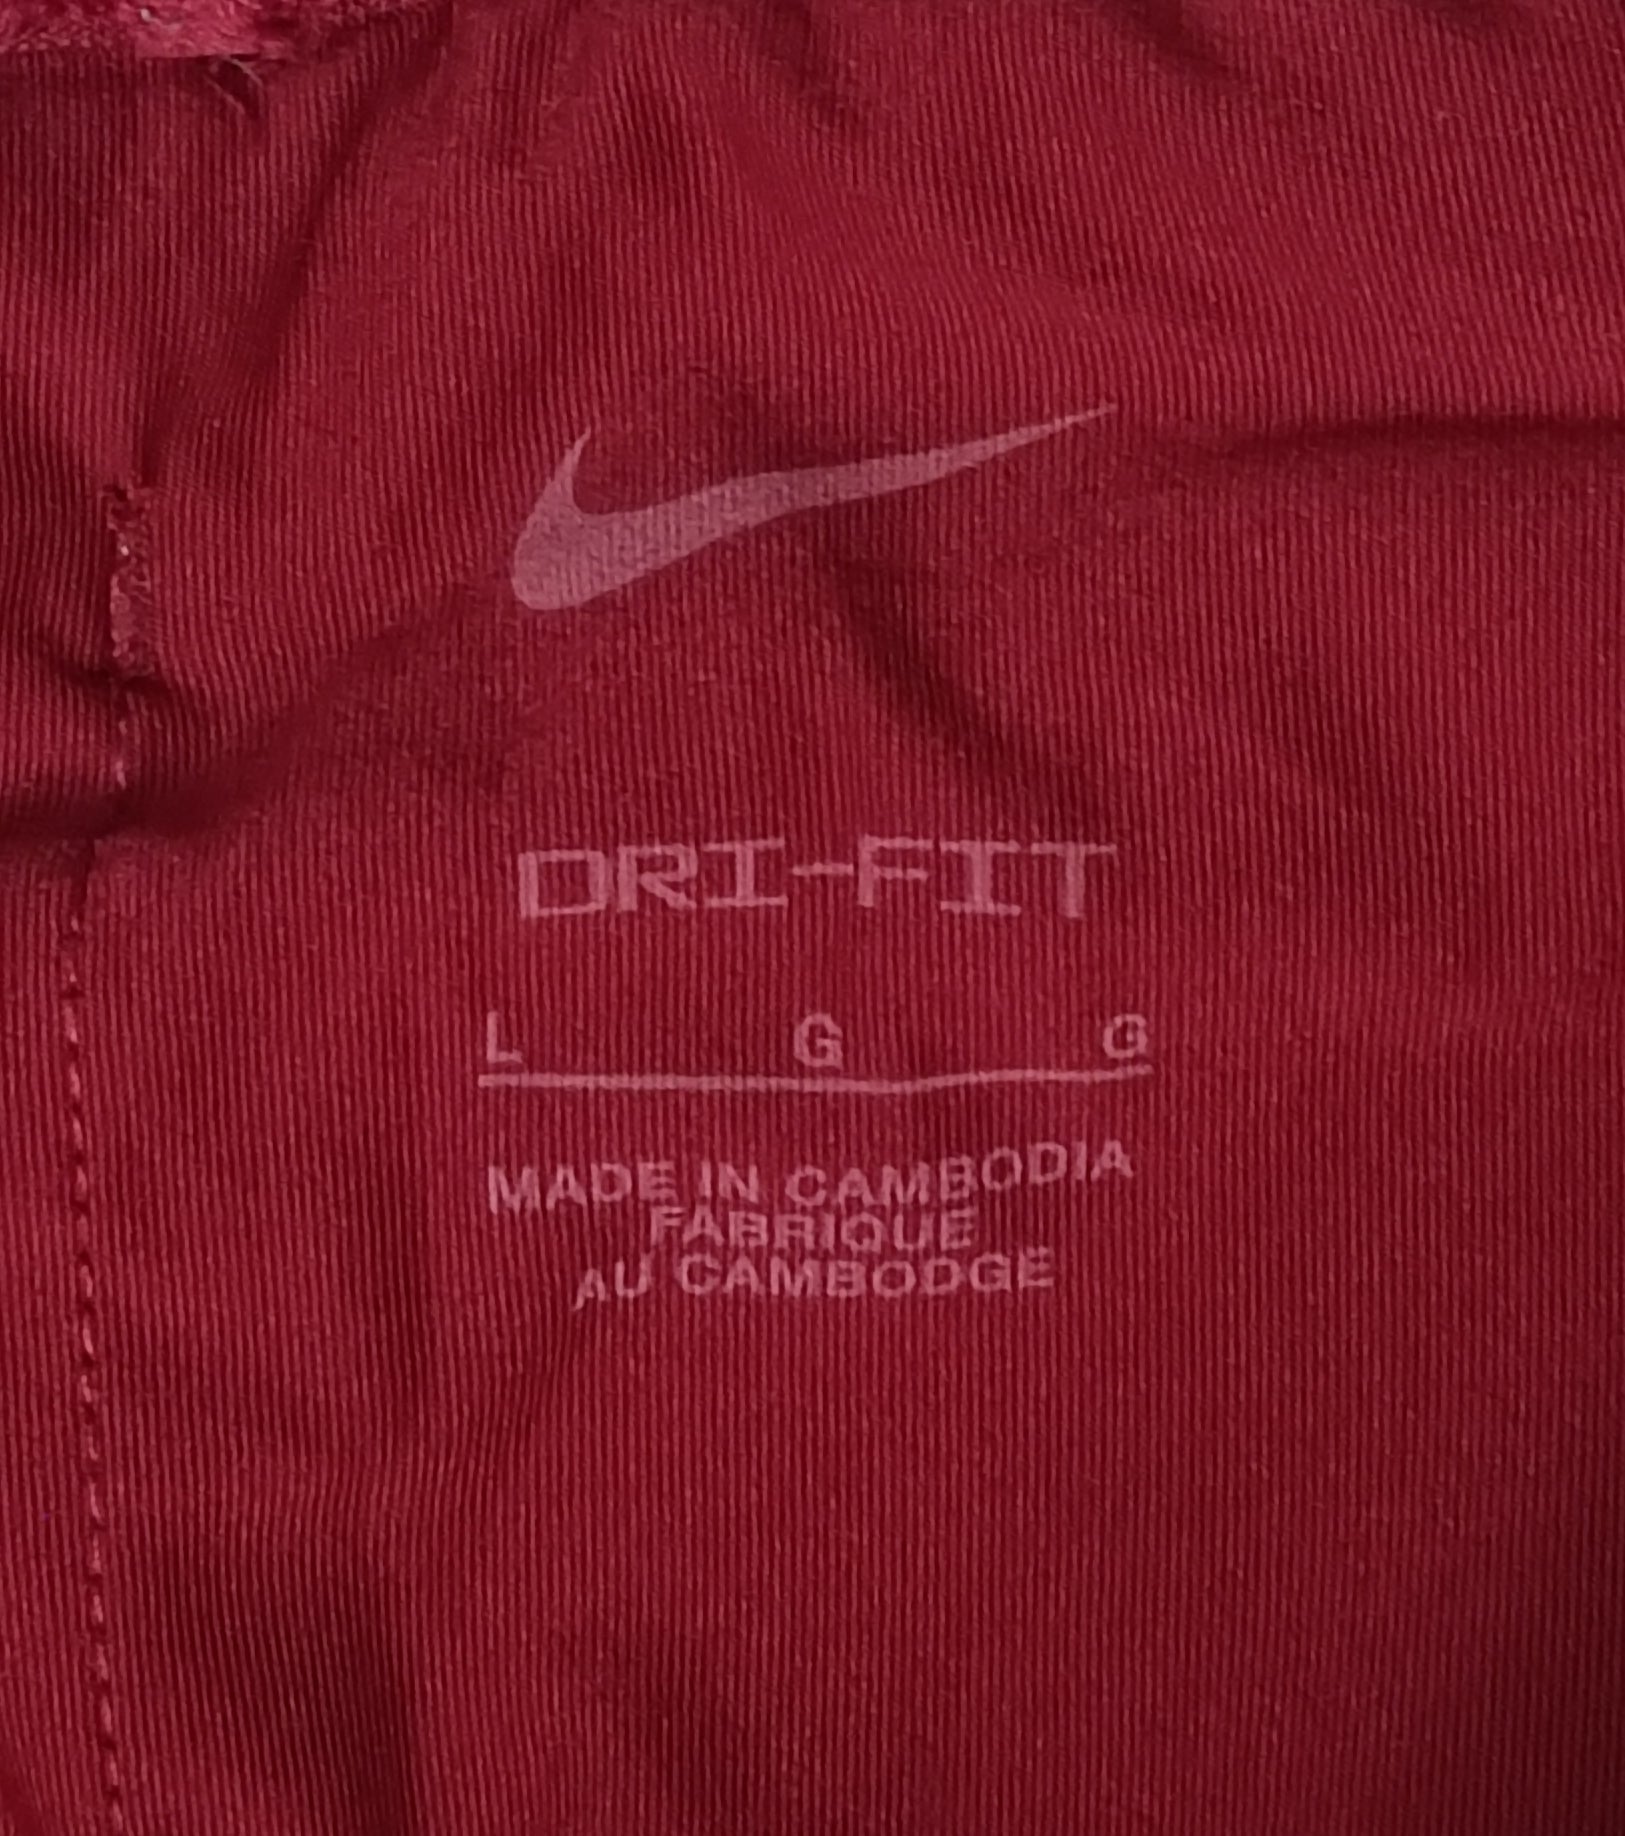 DRI-FIT
L G G
MADE IN CAMBODIA
FABRIQUE
AU CAMBODGE